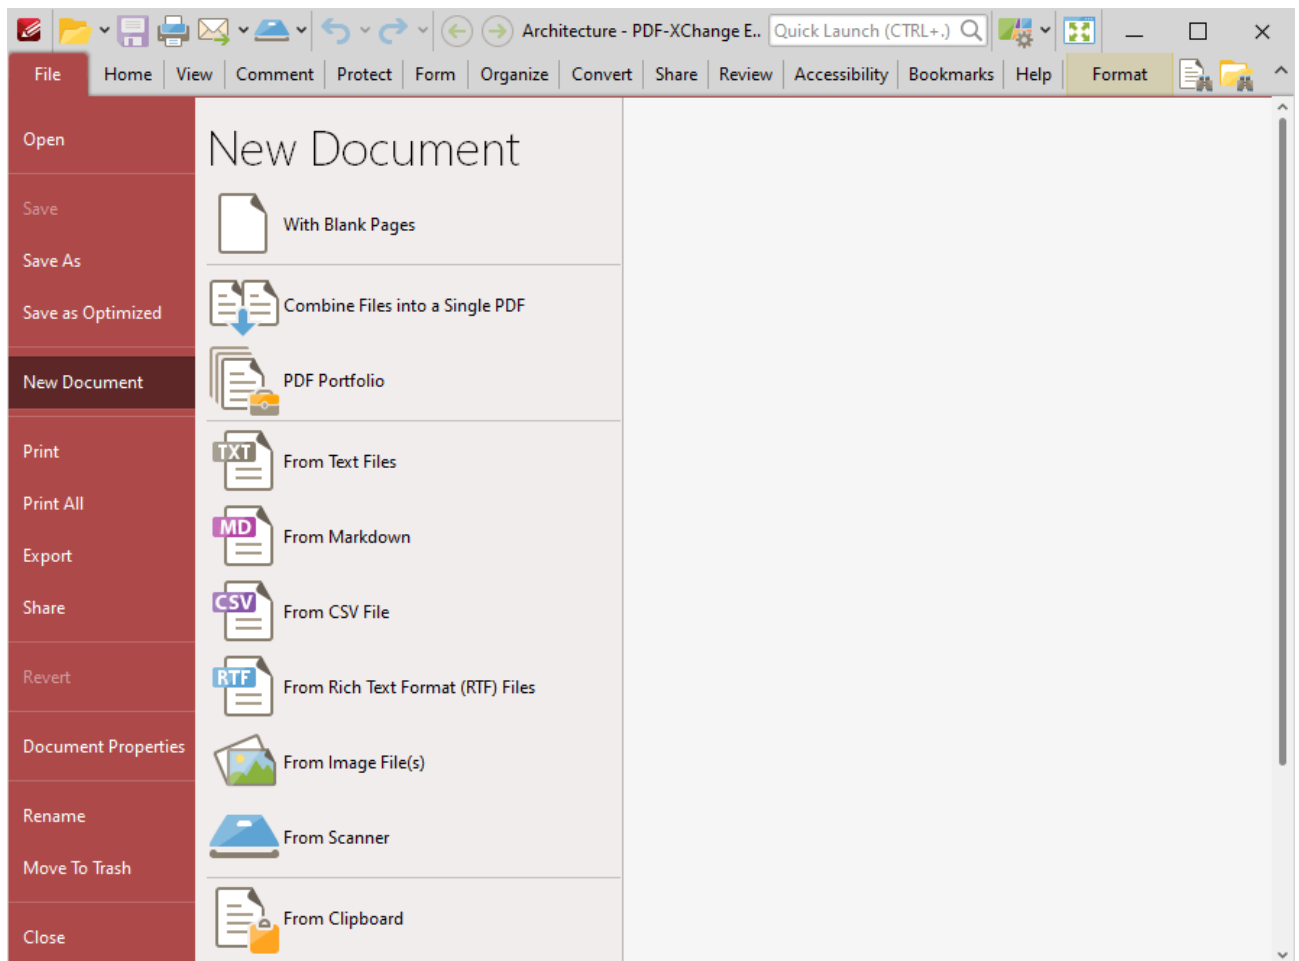 Architecture - PDF-XChange E..
Quick Launch (CTRL+.)
File Home View Comment Protect Form Organize Convert Share Review Accessibility Bookmarks Help Format
Open
Save
Save As
Save as Optimized
New Document
Print
Print All
Export
Share
Revert
Document Properties
Rename
Move To Trash
Close
New Document
With Blank Pages
Combine Files into a Single PDF
PDF Portfolio
TXT From Text Files
MD From Markdown
CSV From CSV File
RTF From Rich Text Format (RTF) Files
From Image File(s)
From Scanner
From Clipboard